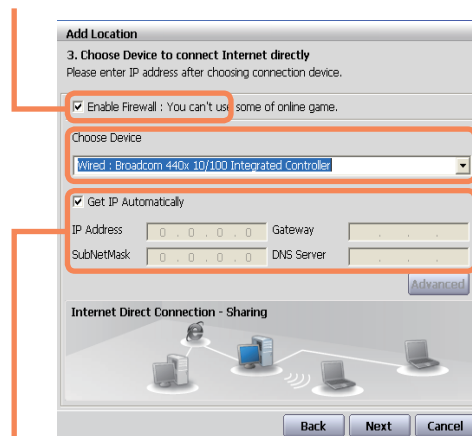 Add Location
3. Choose Device to connect Internet directly
Please enter IP address after choosing connection device.
Enable Firewall : You can't use some of online game.
Choose Device
Wired : Broadcom 440x 10/100 Integrated Controller
Get IP Automatically
IP Address 0 . 0 . 0 . 0 Gateway . . .
SubNetMask 0 . 0 . 0 . 0 DNS Server . . .
Advanced
Internet Direct Connection - Sharing
Back Next Cancel